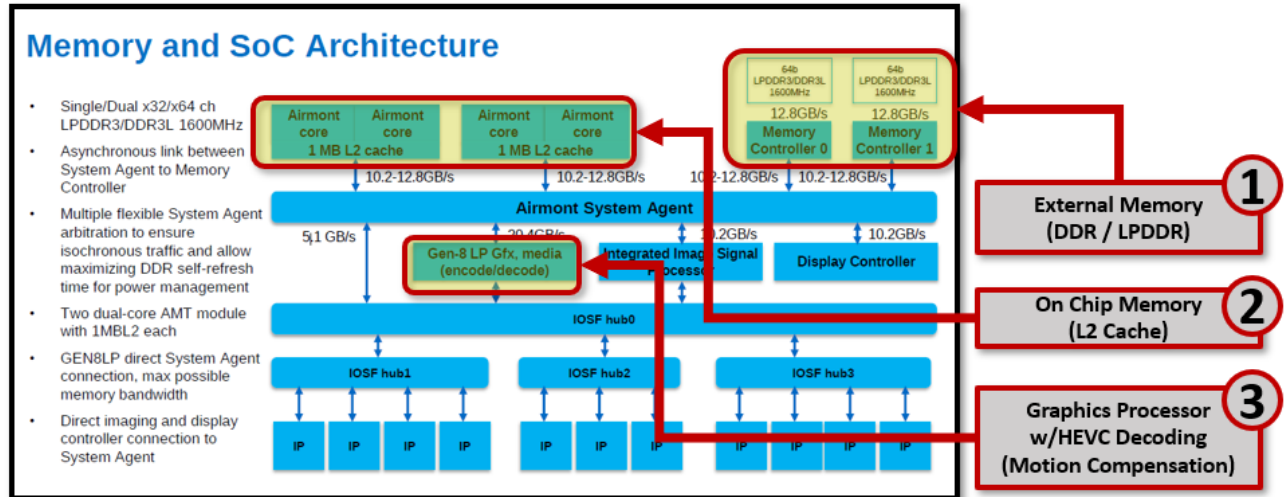 Memory and SoC Architecture
• Single/Dual x32/x64 ch
LPDDR3/DDR3L 1600MHz
• Asynchronous link between
System Agent to Memory
Controller
• Multiple flexible System Agent
arbitration to ensure
isochronous traffic and allow
maximizing DDR self-refresh
time for power management
• Two dual-core AMT module
with 1MBL2 each
• GEN8LP direct System Agent
connection, max possible
memory bandwidth
• Direct imaging and display
controller connection to
System Agent
Airmont core
Airmont core
1 MB L2 cache
Airmont core
Airmont core
1 MB L2 cache
64b
LPDDR3/DDR3L
1600MHz
64b
LPDDR3/DDR3L
1600MHz
12.8GB/s
12.8GB/s
Memory
Controller 0
Memory
Controller 1
10.2-12.8GB/s
10.2-12.8GB/s
10.2-12.8GB/s
10.2-12.8GB/s
Airmont System Agent
5.1 GB/s
20.4GB/s
10.2GB/s
10.2GB/s
Gen-8 LP Gfx, media
(encode/decode)
Integrated Image Signal
Processor
Display Controller
IOSF hub0
IOSF hub1
IOSF hub2
IOSF hub3
IP
IP
IP
IP
IP
IP
IP
IP
IP
IP
IP
1
External Memory
(DDR / LPDDR)
2
On Chip Memory
(L2 Cache)
3
Graphics Processor
w/HEVC Decoding
(Motion Compensation)